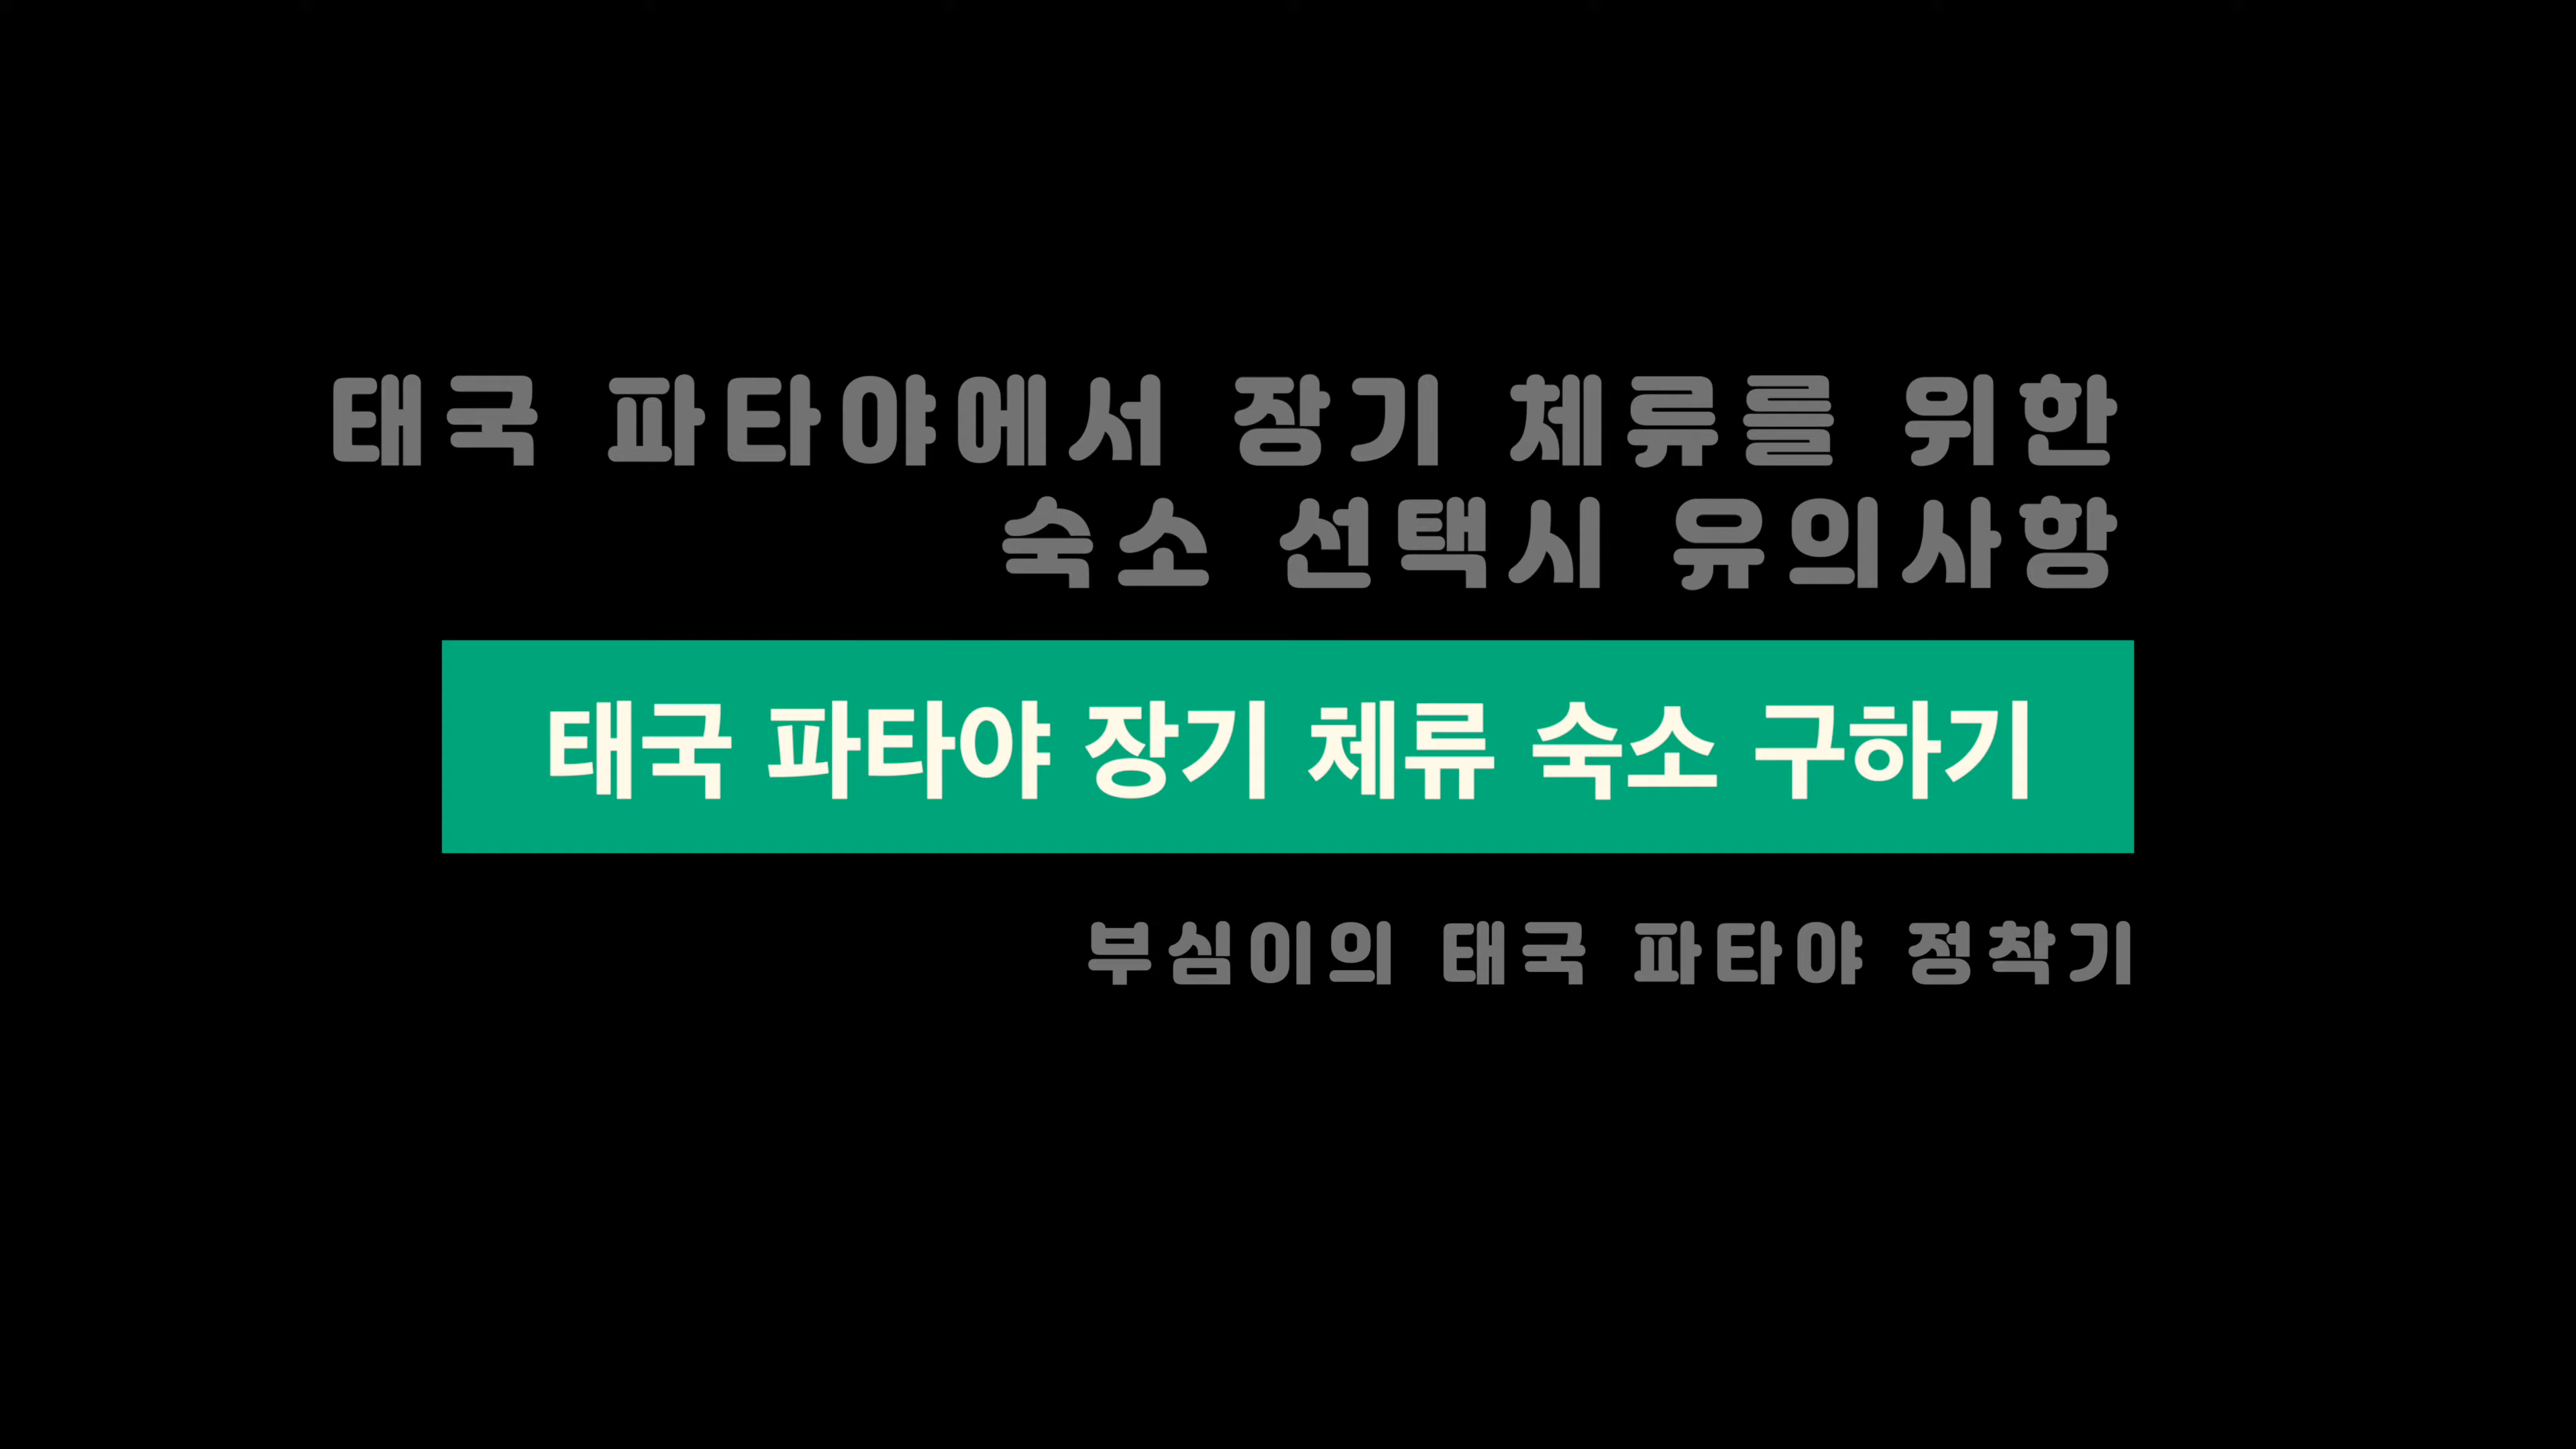 태국 파타야에서 장기 체류를 위한
숙소 선택시 유의사항
태국 파타야 장기 체류 숙소 구하기
부심이의 태국 파타야 정착기